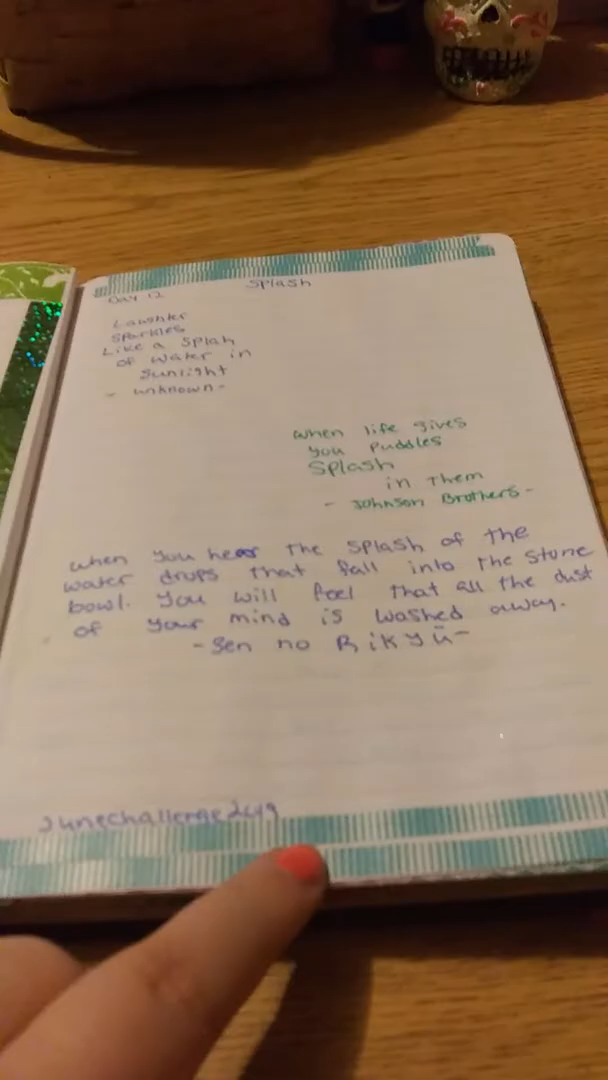 Day 12
Splash
Laughter
Sparkles
Like a Splah
of water in
Sunlight
- unknown -
when life gives
you Puddles
Splash
in Them
- Johnson Brothers -
when you hear The Splash of the
water drops that fall into The Stone
bowl. You will feel That all The dust
of your mind is washed away.
- Sen no Rikyū -
Junechallenge2019